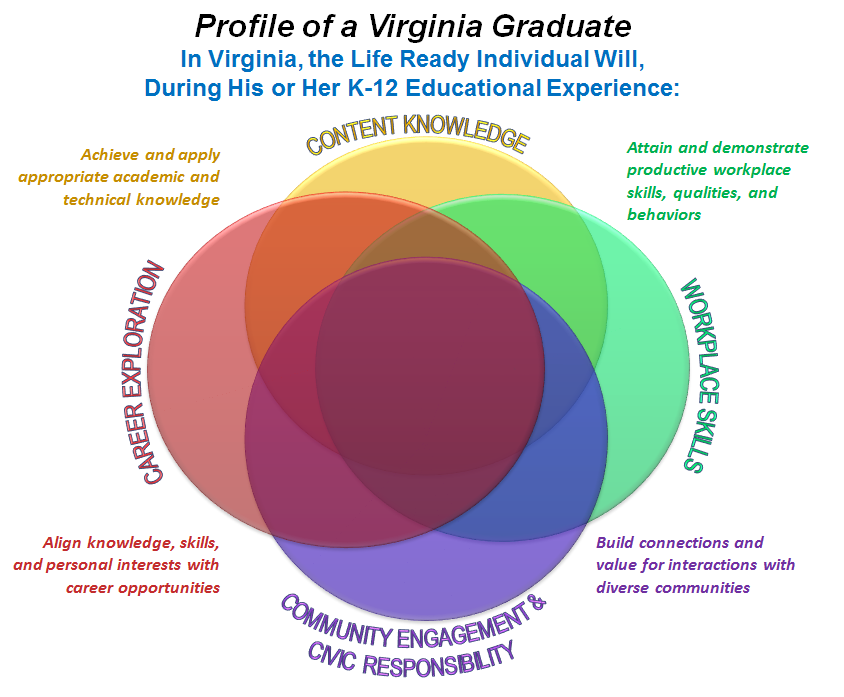 Profile of a Virginia Graduate
In Virginia, the Life Ready Individual Will,
During His or Her K-12 Educational Experience:
CONTENT KNOWLEDGE
Achieve and apply
appropriate academic and
technical knowledge
Attain and demonstrate
productive workplace
skills, qualities, and
behaviors
CAREER EXPLORATION
WORKPLACE SKILLS
Align knowledge, skills,
and personal interests with
career opportunities
Build connections and
value for interactions with
diverse communities
COMMUNITY ENGAGEMENT &
CIVIC RESPONSIBILITY